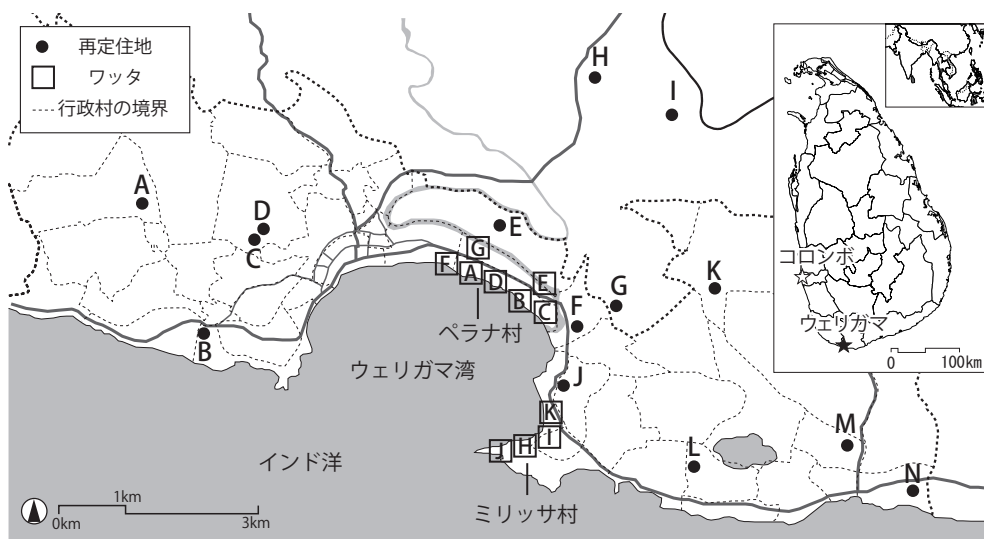 再定住地
ワッタ
行政村の境界
H
I
A
D
C
B
E
G
F
A
D
B
C
E
F
G
K
ペラナ村
ウェリガマ湾
J
K
I
H
J
L
M
N
インド洋
ミリッサ村
1km
0km
3km
コロンボ
ウェリガマ
0
100km